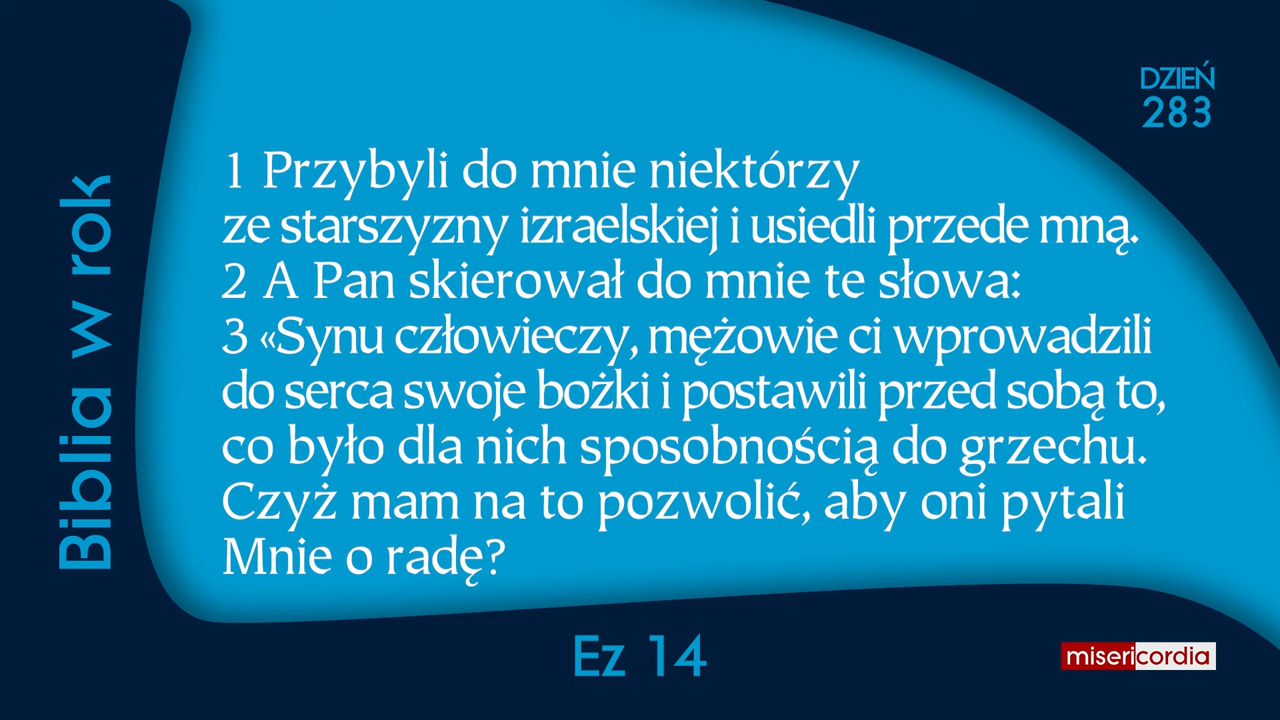 DZIEŃ
283
Biblia w rok
1 Przybyli do mnie niektórzy
ze starszyzny izraelskiej i usiedli przede mną.
2 A Pan skierował do mnie te słowa:
3 «Synu człowieczy, mężowie ci wprowadzili
do serca swoje bożki i postawili przed sobą to,
co było dla nich sposobnością do grzechu.
Czyż mam na to pozwolić, aby oni pytali
Mnie o radę?
Ez 14
misericordia